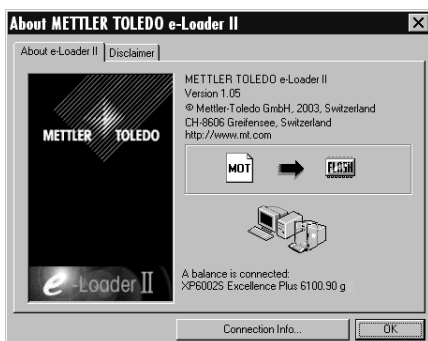 About METTLER TOLEDO e-Loader II
About e-Loader II
Disclaimer
METTLER TOLEDO
e-Loader II
METTLER TOLEDO e-Loader II
Version 1.05
© Mettler-Toledo GmbH, 2003, Switzerland
CH-8606 Greifensee, Switzerland
http://www.mt.com
MOT
FLASH
A balance is connected:
XP6002S Excellence Plus 6100.90 g
Connection Info...
OK